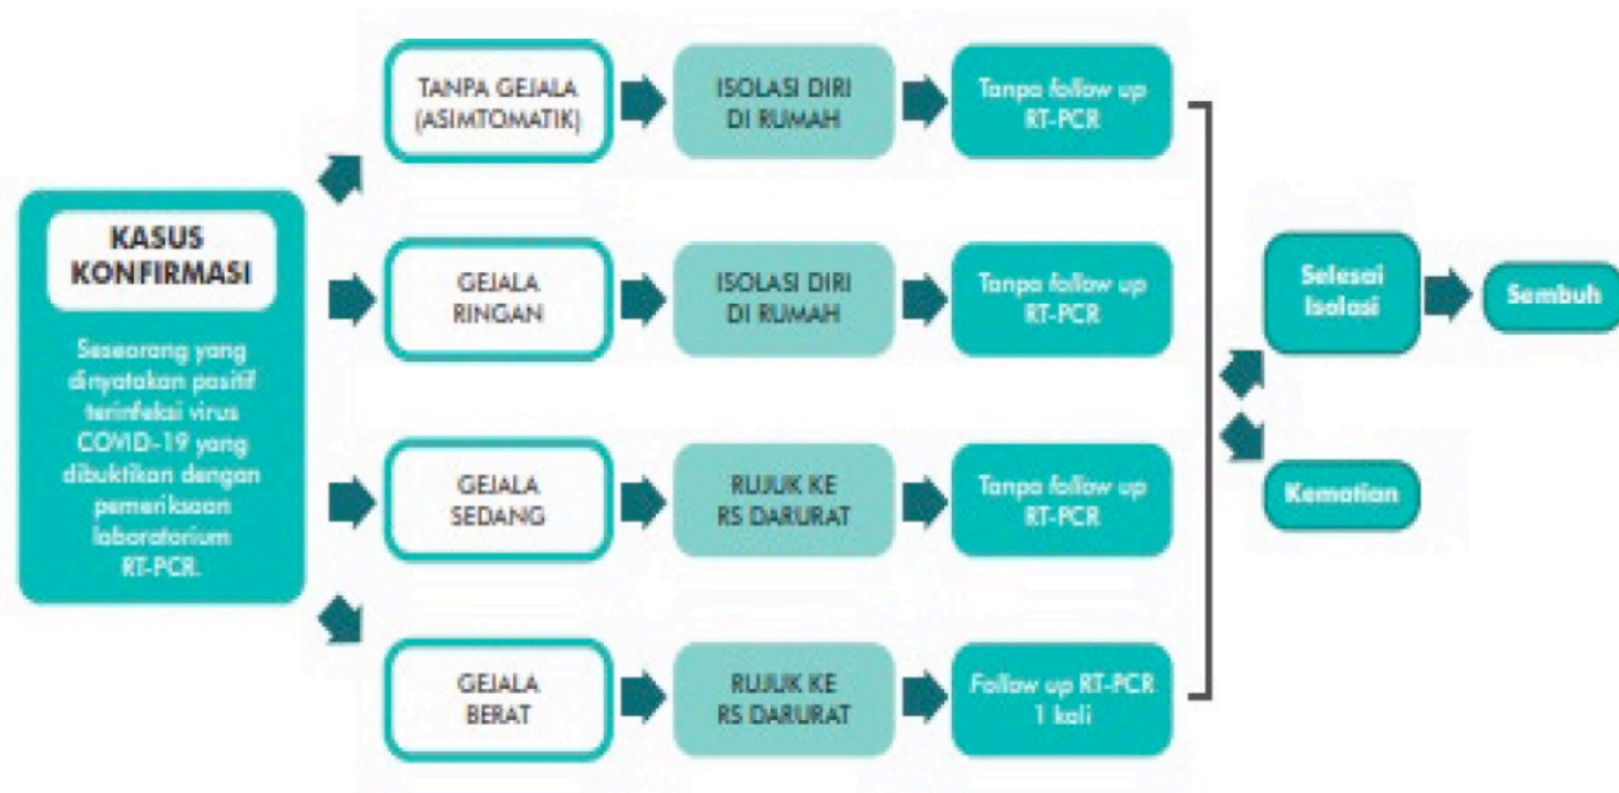 KASUS
KONFIRMASI
Seseorang yang
dinyatakan positif
terinfeksi virus
COVID-19 yang
dibuktikan dengan
pemeriksaan
laboratorium
RT-PCR.
TANPA GEJALA
(ASIMTOMATIK)
ISOLASI DIRI
DI RUMAH
Tanpa follow up
RT-PCR
GEJALA
RINGAN
ISOLASI DIRI
DI RUMAH
Tanpa follow up
RT-PCR
GEJALA
SEDANG
RUJUK KE
RS DARURAT
Tanpa follow up
RT-PCR
GEJALA
BERAT
RUJUK KE
RS DARURAT
Follow up RT-PCR
1 kali
Selesai
Isolasi
Sembuh
Kematian